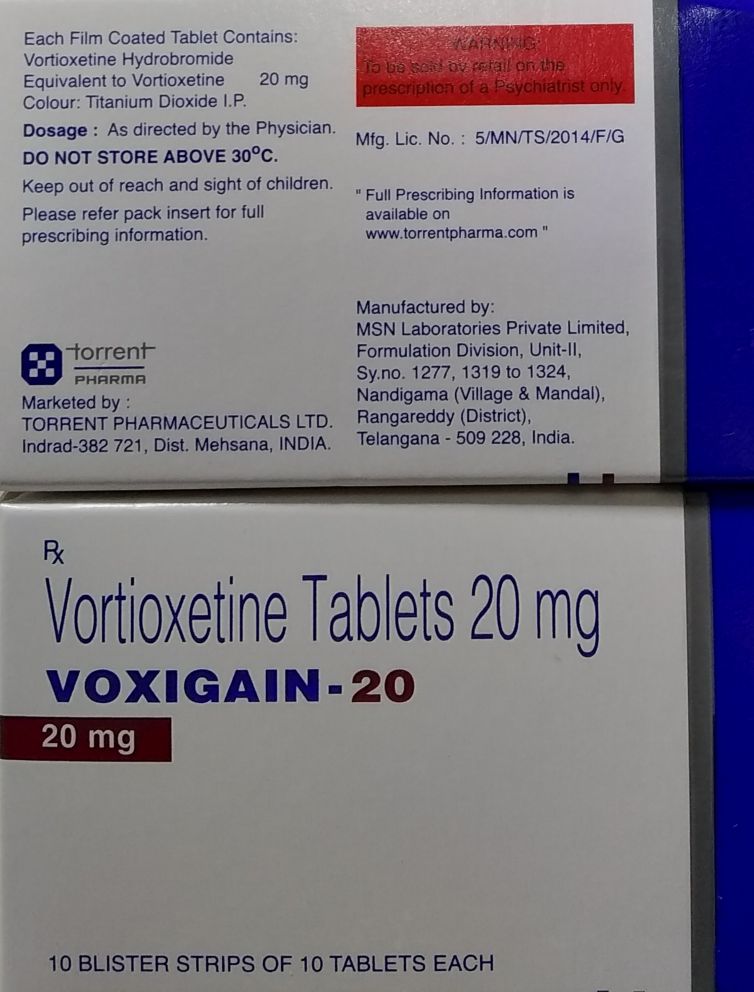 Each Film Coated Tablet Contains:
Vortioxetine Hydrobromide
Equivalent to Vortioxetine 20 mg
Colour: Titanium Dioxide I.P.
Dosage : As directed by the Physician.
DO NOT STORE ABOVE 30⁰C.
Keep out of reach and sight of children.
Please refer pack insert for full
prescribing information.
torrent
PHARMA
Marketed by :
TORRENT PHARMACEUTICALS LTD.
Indrad-382 721, Dist. Mehsana, INDIA.
WARNING:
To be sold by retail on the
prescription of a Psychiatrist only.
Mfg. Lic. No. : 5/MN/TS/2014/F/G
" Full Prescribing Information is
available on
www.torrentpharma.com "
Manufactured by:
MSN Laboratories Private Limited,
Formulation Division, Unit-II,
Sy.no. 1277, 1319 to 1324,
Nandigama (Village & Mandal),
Rangareddy (District),
Telangana - 509 228, India.
Rx
Vortioxetine Tablets 20 mg
VOXIGAIN-20
20 mg
10 BLISTER STRIPS OF 10 TABLETS EACH